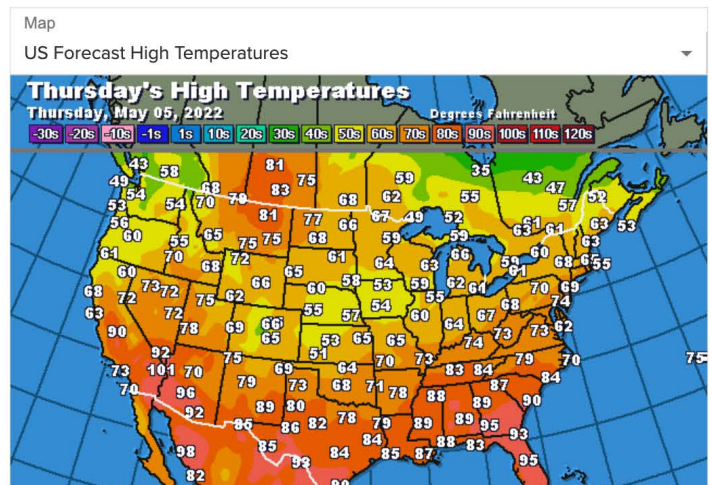 Map
US Forecast High Temperatures
Thursday's High Temperatures
Thursday, May 05, 2022
Degrees Fahrenheit
-30s -20s -10s -1s 1s 10s 20s 30s 40s 50s 60s 70s 80s 90s 100s 110s 120s
43 58 81 75 59 35 43
49 54 68 83 62 55 47
53 54 70 79 68 67 49 52 57 52
56 81 77 66 61 63 53
60 55 65 75 75 68 59 59 63 61 63
61 70 72 61 66 60
60 68 65 64 63 59 68 65 55
73 72 66 60 58 53 59 62 61 61
68 72 75 62 54 55 70 69
63 72 55 57 60 68 74
90 78 69 66 65 53 65 65 64 67 73 73 62
92 75 51 74
73 101 70 69 64 70 73 83 84 79 70
70 96 79 73 68 71 78 88 87 84
92 89 80 78 89 90
85 86 82 79 89 89 95 93
98 85 84 84 85 87 88 83
82 93 95
75
90